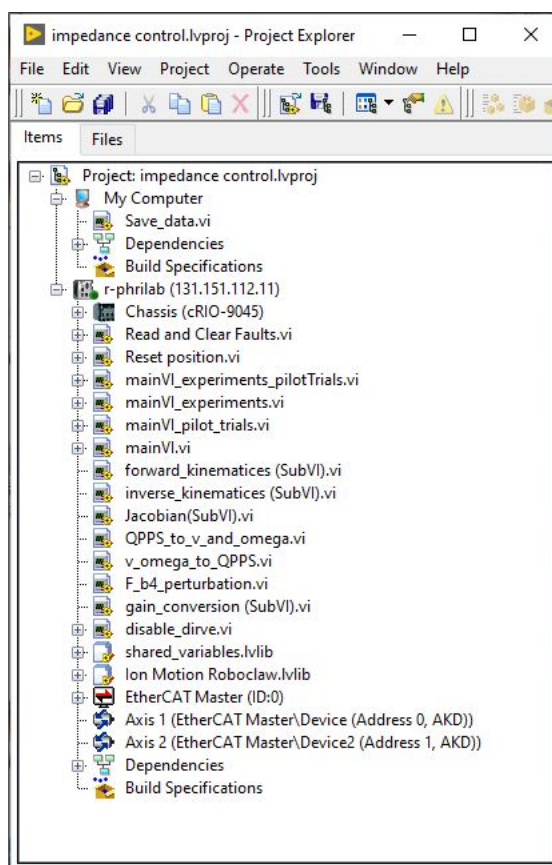 impedance control.lvproj - Project Explorer
File Edit View Project Operate Tools Window Help
Items Files
Project: impedance control.lvproj
My Computer
Save_data.vi
Dependencies
Build Specifications
r-phrilab (131.151.112.11)
Chassis (cRIO-9045)
Read and Clear Faults.vi
Reset position.vi
mainVI_experiments_pilotTrials.vi
mainVI_experiments.vi
mainVI_pilot_trials.vi
mainVI.vi
forward_kinematices (SubVI).vi
inverse_kinematices (SubVI).vi
Jacobian(SubVI).vi
QPPS_to_v_and_omega.vi
v_omega_to_QPPS.vi
F_b4_perturbation.vi
gain_conversion (SubVI).vi
disable_dirve.vi
shared_variables.lvlib
Ion Motion Roboclaw.lvlib
EtherCAT Master (ID:0)
Axis 1 (EtherCAT Master\Device (Address 0, AKD))
Axis 2 (EtherCAT Master\Device2 (Address 1, AKD))
Dependencies
Build Specifications